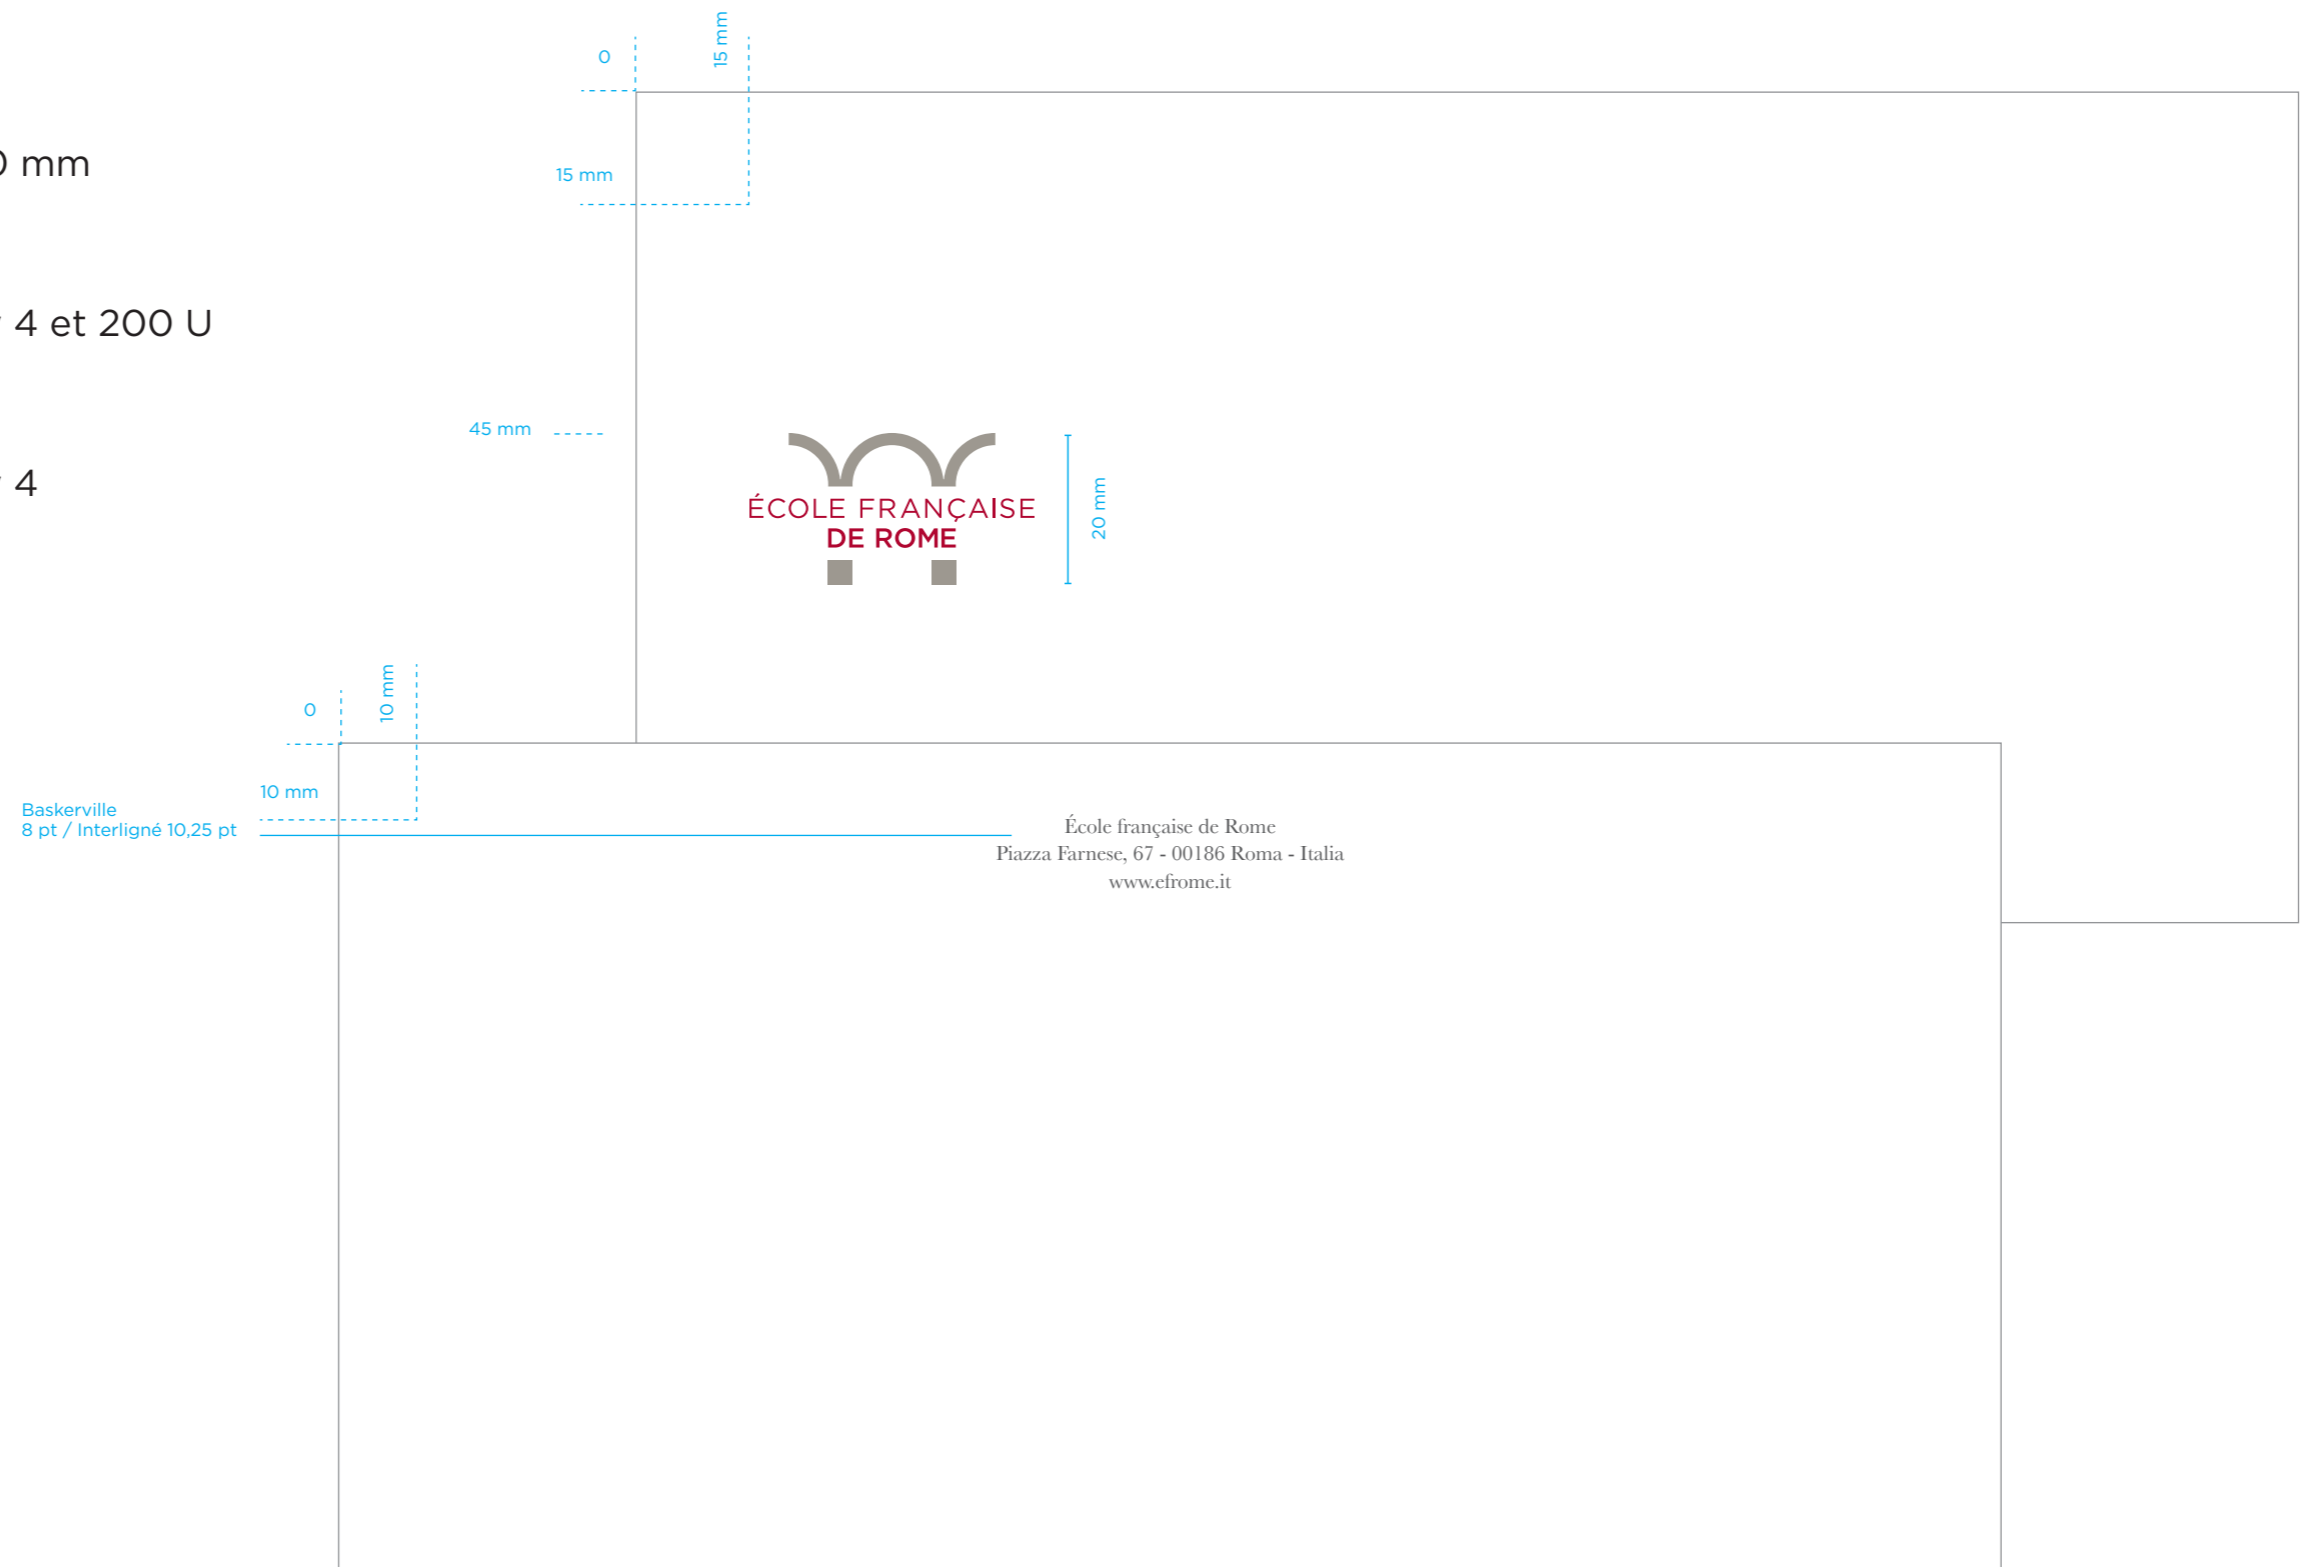 0 mm
4 et 200 U
4
0
15 mm
15 mm
45 mm
ÉCOLE FRANÇAISE
DE ROME
20 mm
0
10 mm
10 mm
Baskerville
8 pt / Interligné 10,25 pt
École française de Rome
Piazza Farnese, 67 - 00186 Roma - Italia
www.efrome.it